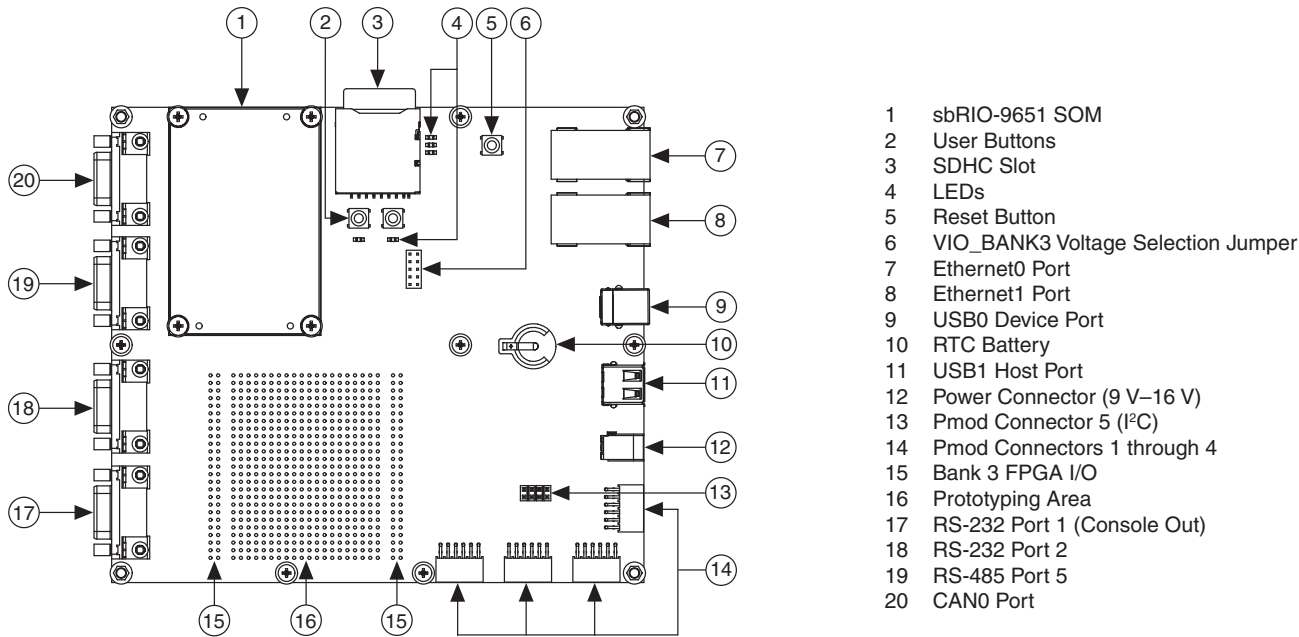 1 2 3 4 5 6
20 7
8
19 9
10
11
18
12
13
17
14
15 16 15
1 sbRIO-9651 SOM
2 User Buttons
3 SDHC Slot
4 LEDs
5 Reset Button
6 VIO_BANK3 Voltage Selection Jumper
7 Ethernet0 Port
8 Ethernet1 Port
9 USB0 Device Port
10 RTC Battery
11 USB1 Host Port
12 Power Connector (9 V–16 V)
13 Pmod Connector 5 (I²C)
14 Pmod Connectors 1 through 4
15 Bank 3 FPGA I/O
16 Prototyping Area
17 RS-232 Port 1 (Console Out)
18 RS-232 Port 2
19 RS-485 Port 5
20 CAN0 Port